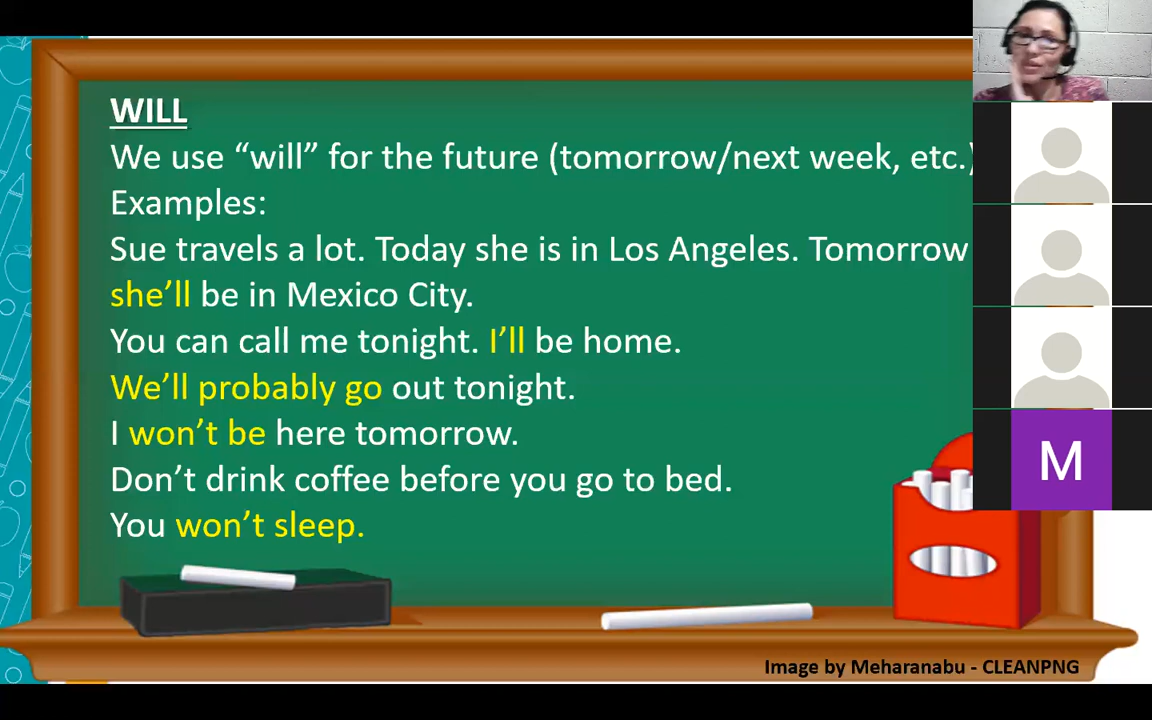 WILL
We use “will” for the future (tomorrow/next week, etc.)
Examples:
Sue travels a lot. Today she is in Los Angeles. Tomorrow
she’ll be in Mexico City.
You can call me tonight. I’ll be home.
We’ll probably go out tonight.
I won’t be here tomorrow.
Don’t drink coffee before you go to bed.
You won’t sleep.
M
Image by Meharanabu - CLEANPNG